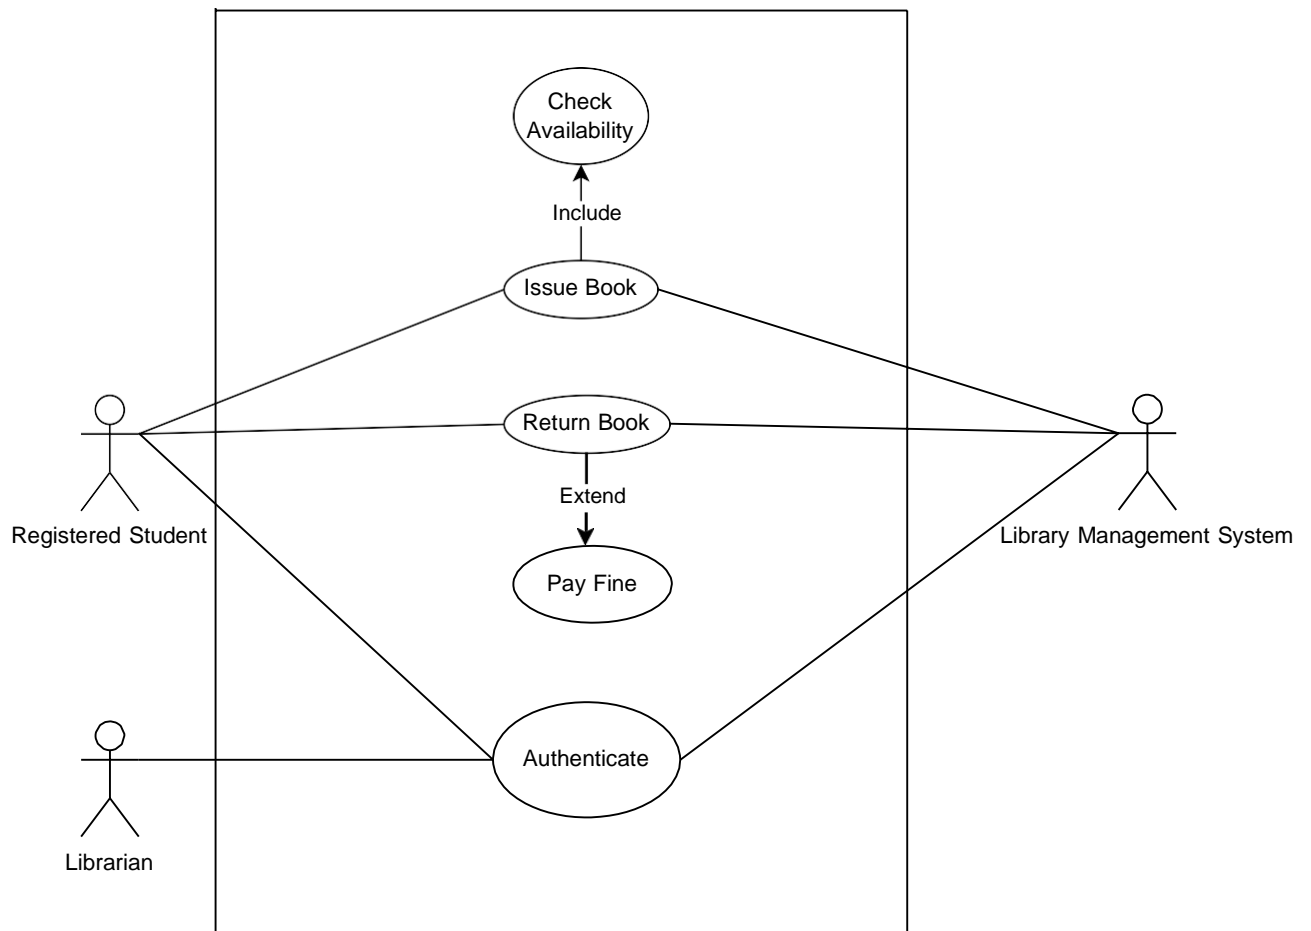 Check
Availability
Include
Issue Book
Return Book
Extend
Registered Student
Library Management System
Pay Fine
Authenticate
Librarian